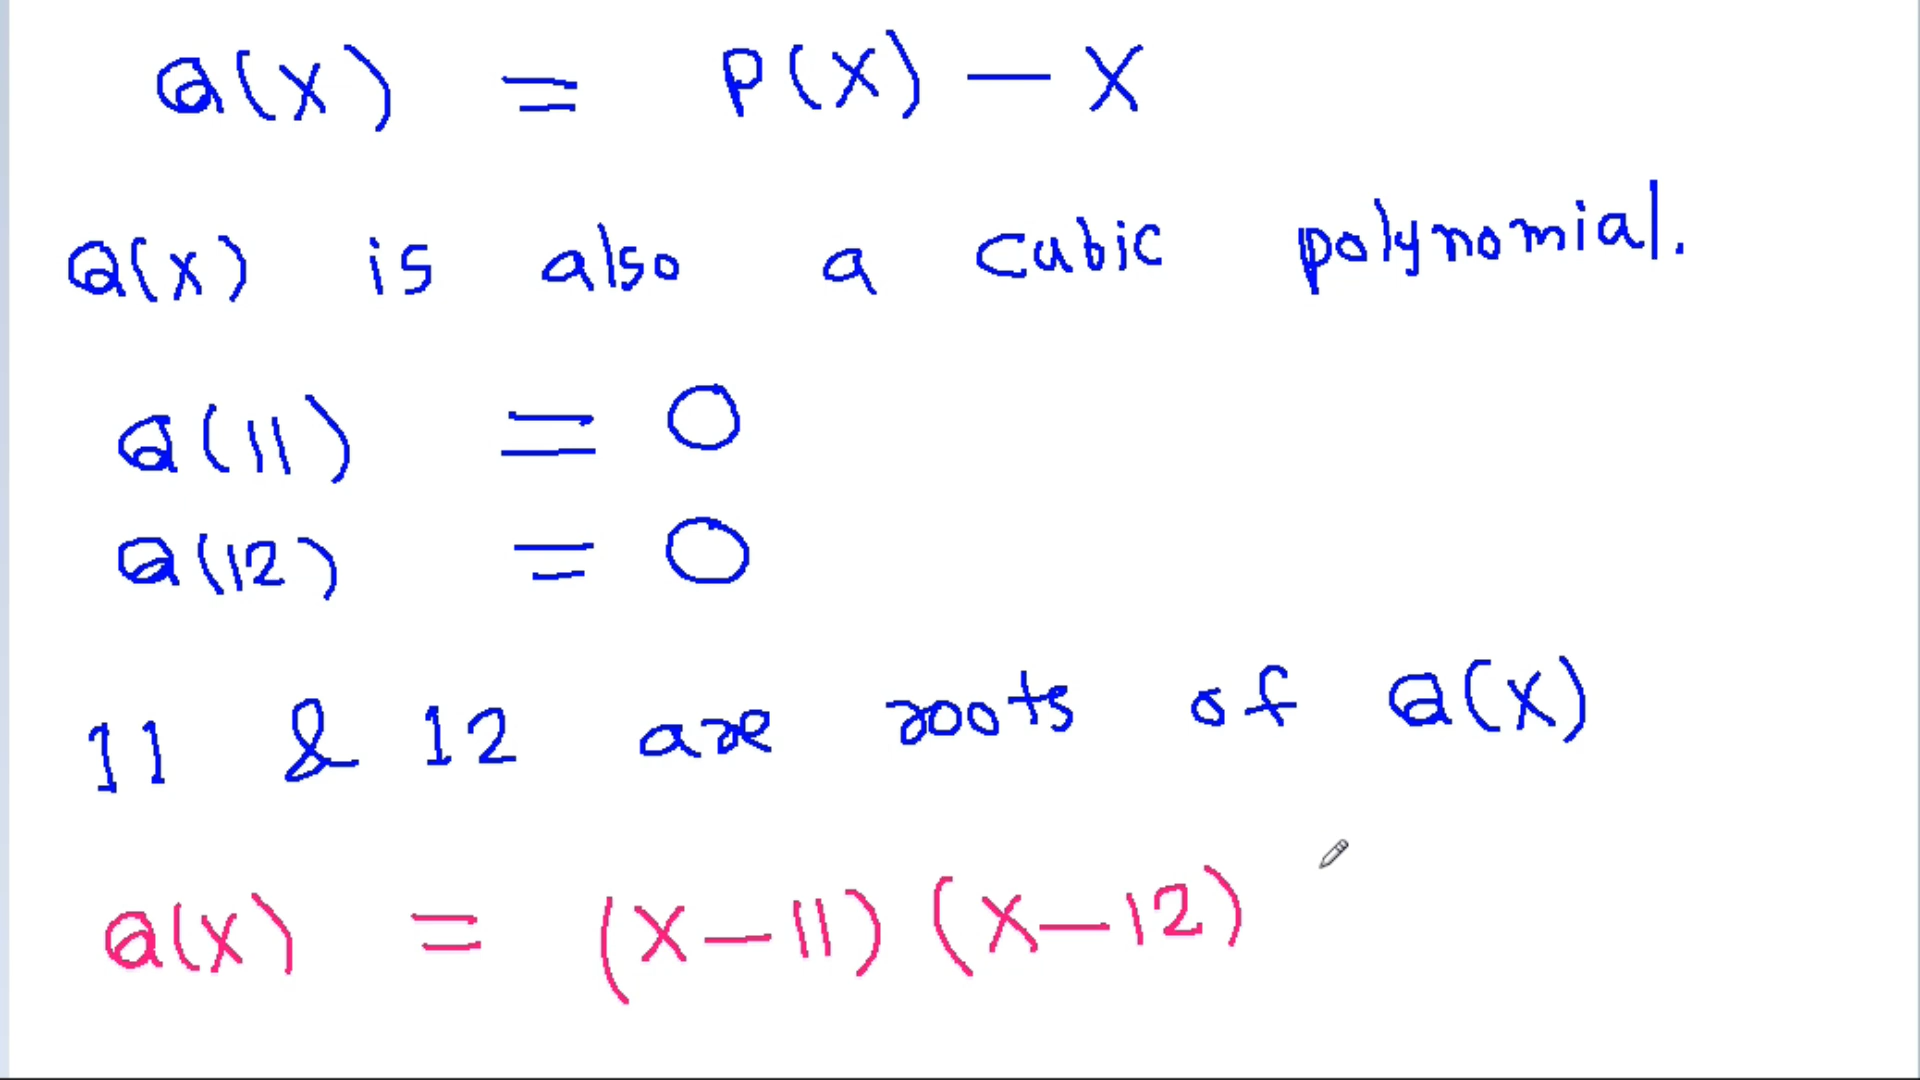 Q(x) = P(x) – x
Q(x) is also a cubic polynomial.
Q(11) = 0
Q(12) = 0
11 & 12 are roots of Q(x)
Q(x) = (x–11) (x–12)